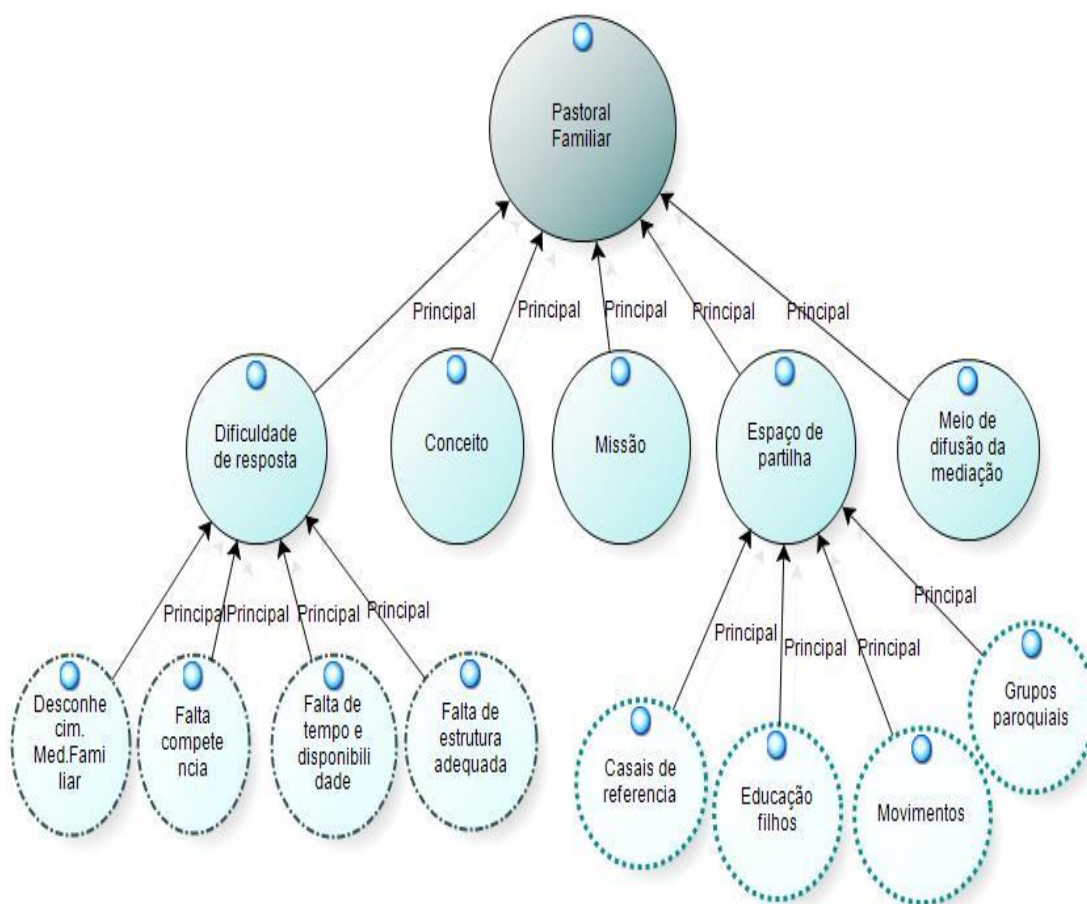 Pastoral
Familiar
Principal
Principal
Principal
Principal
Principal
Dificuldade
de resposta
Conceito
Missão
Espaço de
partilha
Meio de
difusão da
mediação
Principal
Principal
Principal
Principal
Principal
Principal
Principal
Principal
Desconhe
cim.
Med.Fami
liar
Falta
compete
ncia
Falta de
tempo e
disponibili
dade
Falta de
estrutura
adequada
Casais de
referencia
Educação
filhos
Movimentos
Grupos
paroquiais